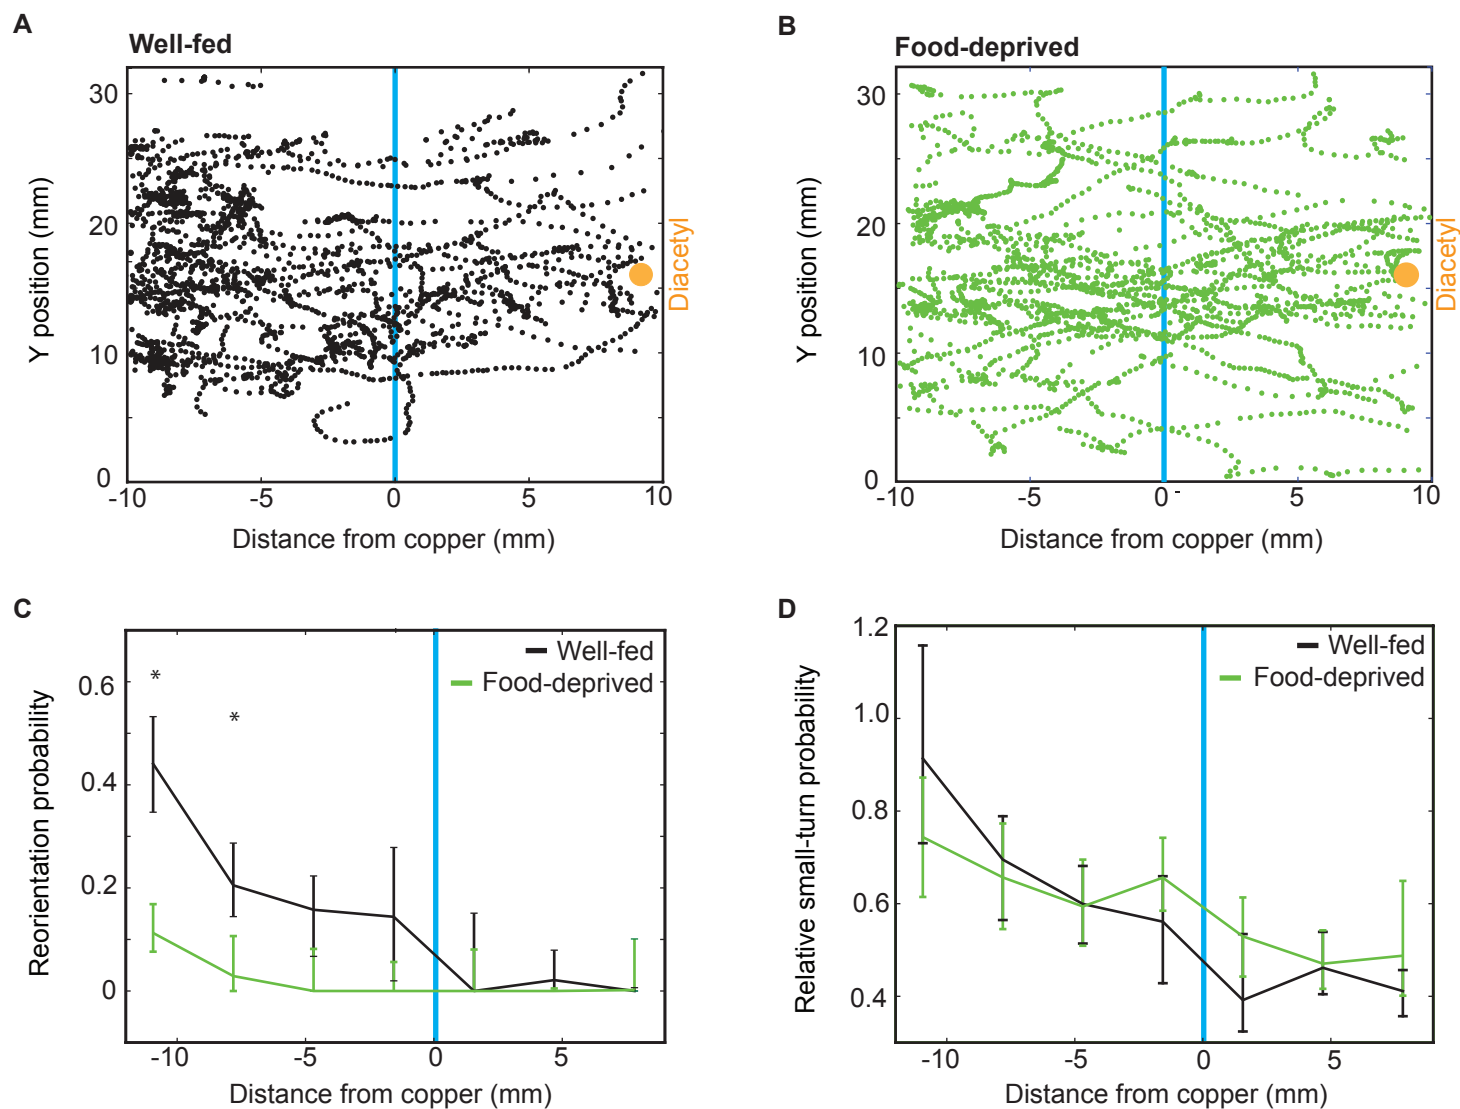 A
Well-fed
30
20
10
0
-10
-5
0
5
10
Y position (mm)
Distance from copper (mm)
Diacetyl
B
Food-deprived
30
20
10
0
-10
-5
0
5
10
Y position (mm)
Distance from copper (mm)
Diacetyl
C
Well-fed
Food-deprived
*
*
0.6
0.4
0.2
0
-10
-5
0
5
Reorientation probability
Distance from copper (mm)
D
Well-fed
Food-deprived
1.2
1.0
0.8
0.6
0.4
-10
-5
0
5
Relative small-turn probability
Distance from copper (mm)